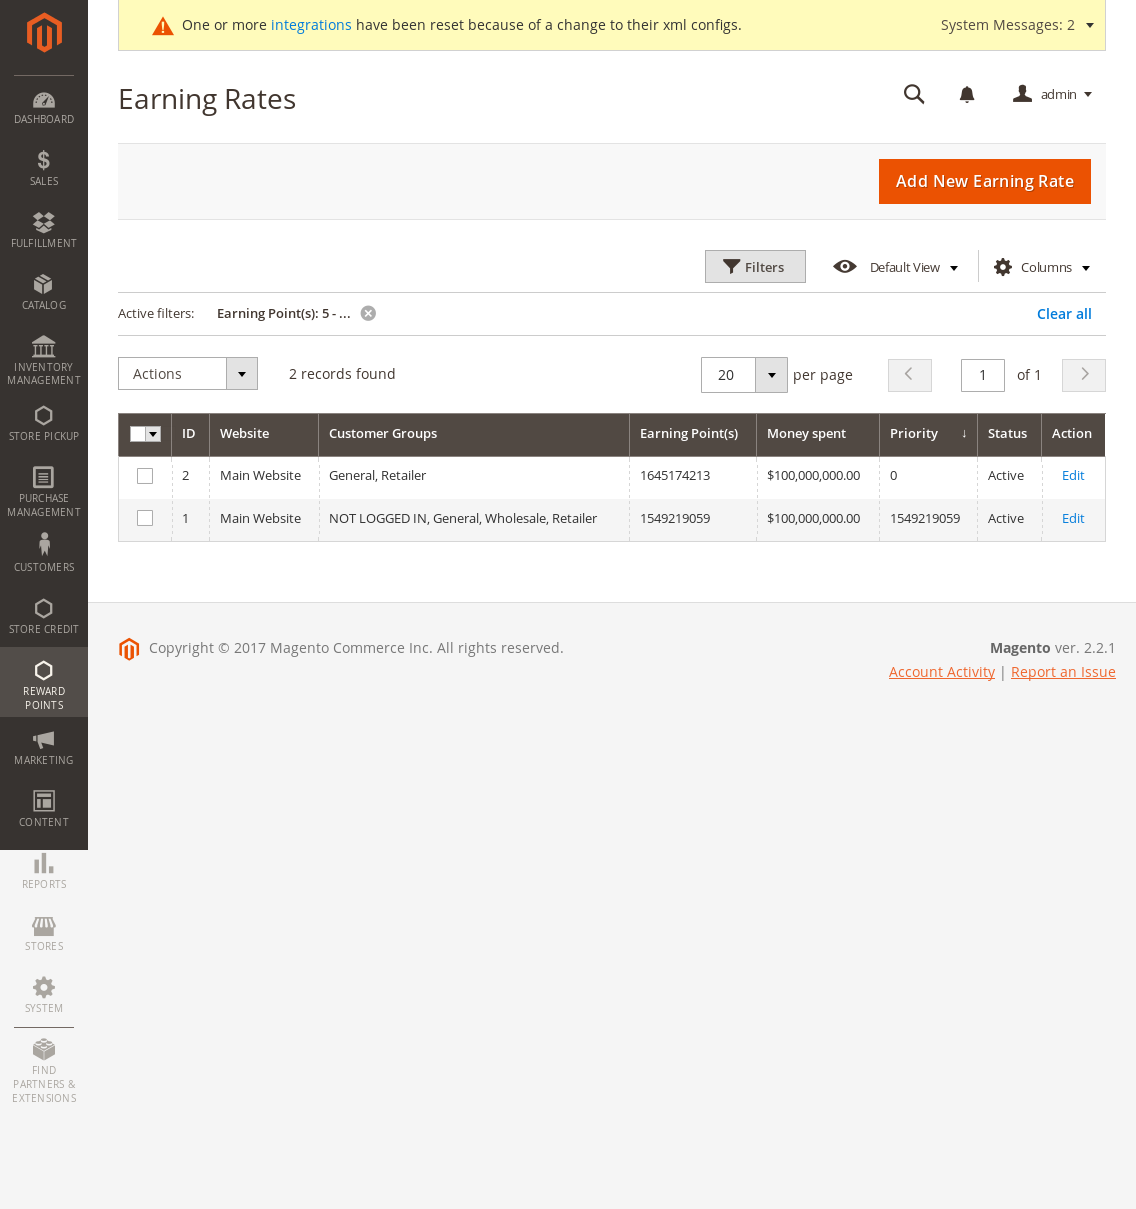 One or more integrations have been reset because of a change to their xml configs. System Messages: 2
Earning Rates
admin
Add New Earning Rate
Filters Default View Columns
Active filters: Earning Point(s): 5 - ... Clear all
Actions 2 records found 20 per page 1 of 1
ID Website Customer Groups Earning Point(s) Money spent Priority ↓ Status Action
2 Main Website General, Retailer 1645174213 $100,000,000.00 0 Active Edit
1 Main Website NOT LOGGED IN, General, Wholesale, Retailer 1549219059 $100,000,000.00 1549219059 Active Edit
Copyright © 2017 Magento Commerce Inc. All rights reserved.
Magento ver. 2.2.1
Account Activity | Report an Issue
DASHBOARD
$
SALES
FULFILLMENT
CATALOG
INVENTORY
MANAGEMENT
STORE PICKUP
PURCHASE
MANAGEMENT
CUSTOMERS
STORE CREDIT
REWARD
POINTS
MARKETING
CONTENT
REPORTS
STORES
SYSTEM
FIND
PARTNERS &
EXTENSIONS